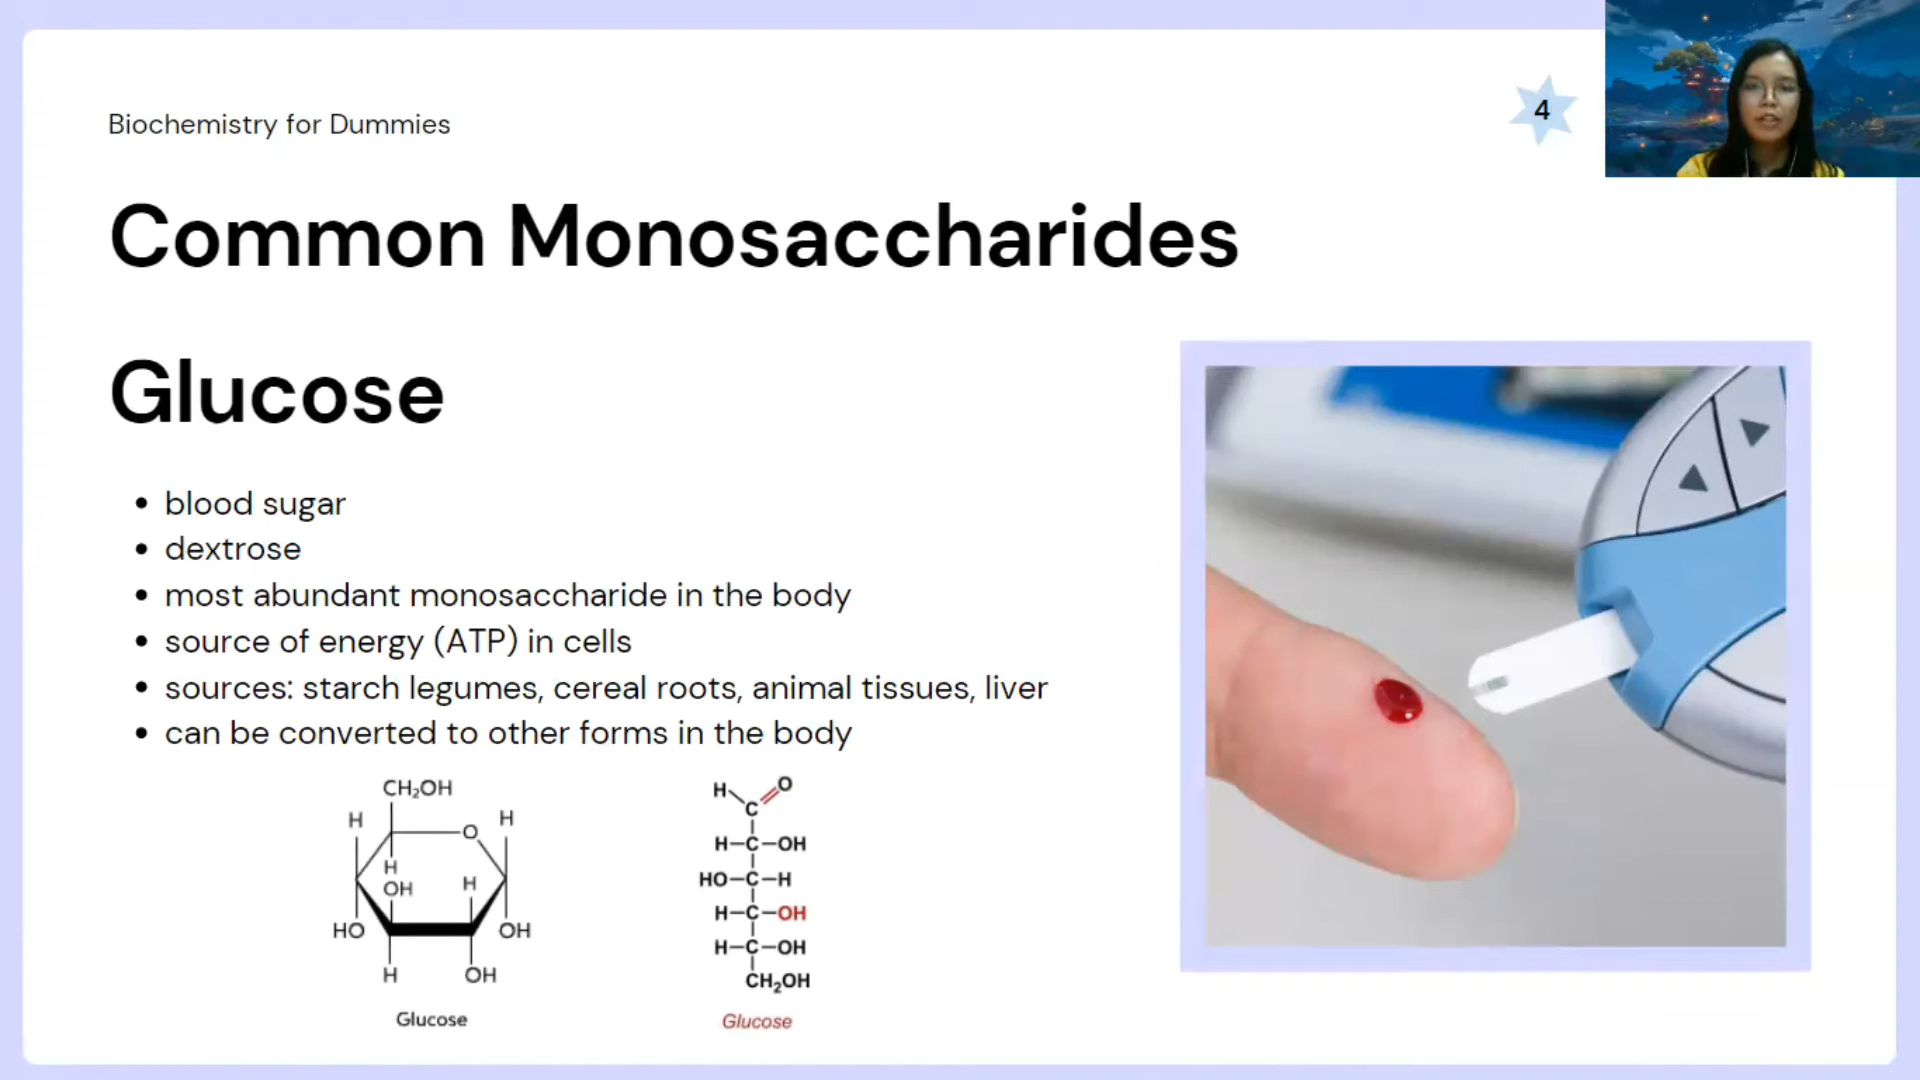 Biochemistry for Dummies
4
Common Monosaccharides
Glucose
• blood sugar
• dextrose
• most abundant monosaccharide in the body
• source of energy (ATP) in cells
• sources: starch legumes, cereal roots, animal tissues, liver
• can be converted to other forms in the body
CH₂OH
H O H
H
OH H
HO OH
H OH
Glucose
H O
C
H–C–OH
HO–C–H
H–C–OH
H–C–OH
CH₂OH
Glucose